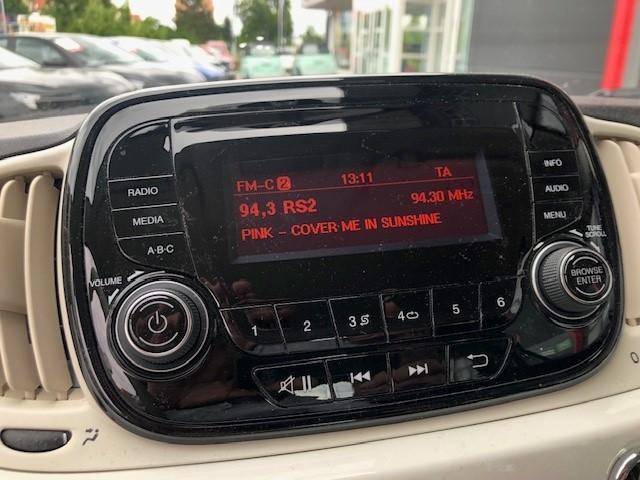 FM-C 2 13:11 TA
94,3 RS2 94.30 MHz
PINK - COVER ME IN SUNSHINE
RADIO
MEDIA
A·B·C
INFO
AUDIO
MENU
VOLUME
TUNE
SCROLL
BROWSE
ENTER
1 2 3 4 5 6
0